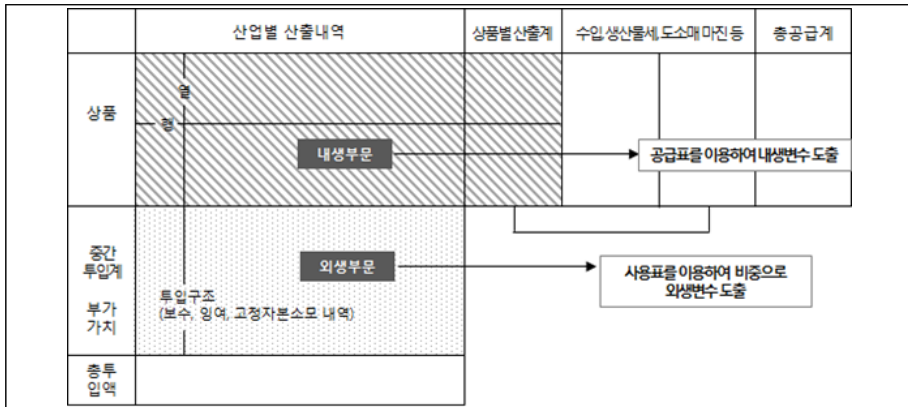 산업별 산출내역
상품별 산출계
수입, 생산물세, 도소매 마진 등
총공급계
상품
열
행
내생부문
공급표를 이용하여 내생변수 도출
중간
투입계
부가
가치
외생부문
사용표를 이용하여 비중으로
외생변수 도출
투입구조
(보수, 잉여, 고정자본소모 내역)
총투
입액